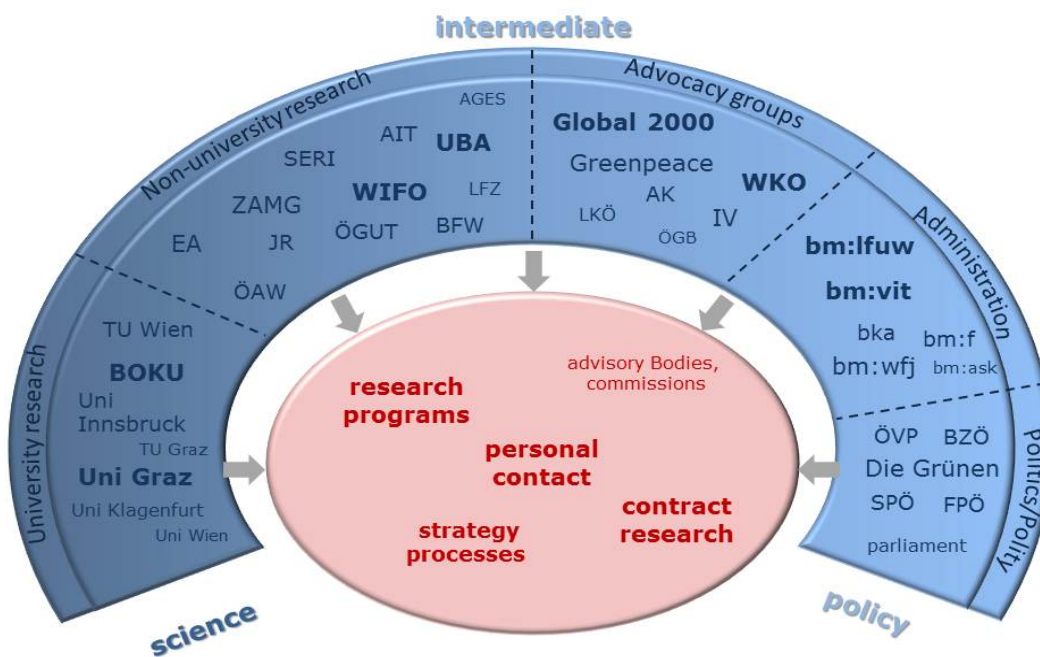 intermediate
University research
Non-university research
Advocacy groups
Administration
Politics/Polity
TU Wien
BOKU
Uni
Innsbruck
TU Graz
Uni Graz
Uni Klagenfurt
Uni Wien
AGES
AIT
UBA
SERI
WIFO
LFZ
ZAMG
ÖGUT
BFW
EA
JR
ÖAW
Global 2000
Greenpeace
WKO
AK
LKÖ
IV
ÖGB
bm:lfuw
bm:vit
bka
bm:f
bm:wfj
bm:ask
ÖVP
BZÖ
Die Grünen
SPÖ
FPÖ
parliament
advisory Bodies,
commissions
research
programs
personal
contact
contract
research
strategy
processes
science
policy